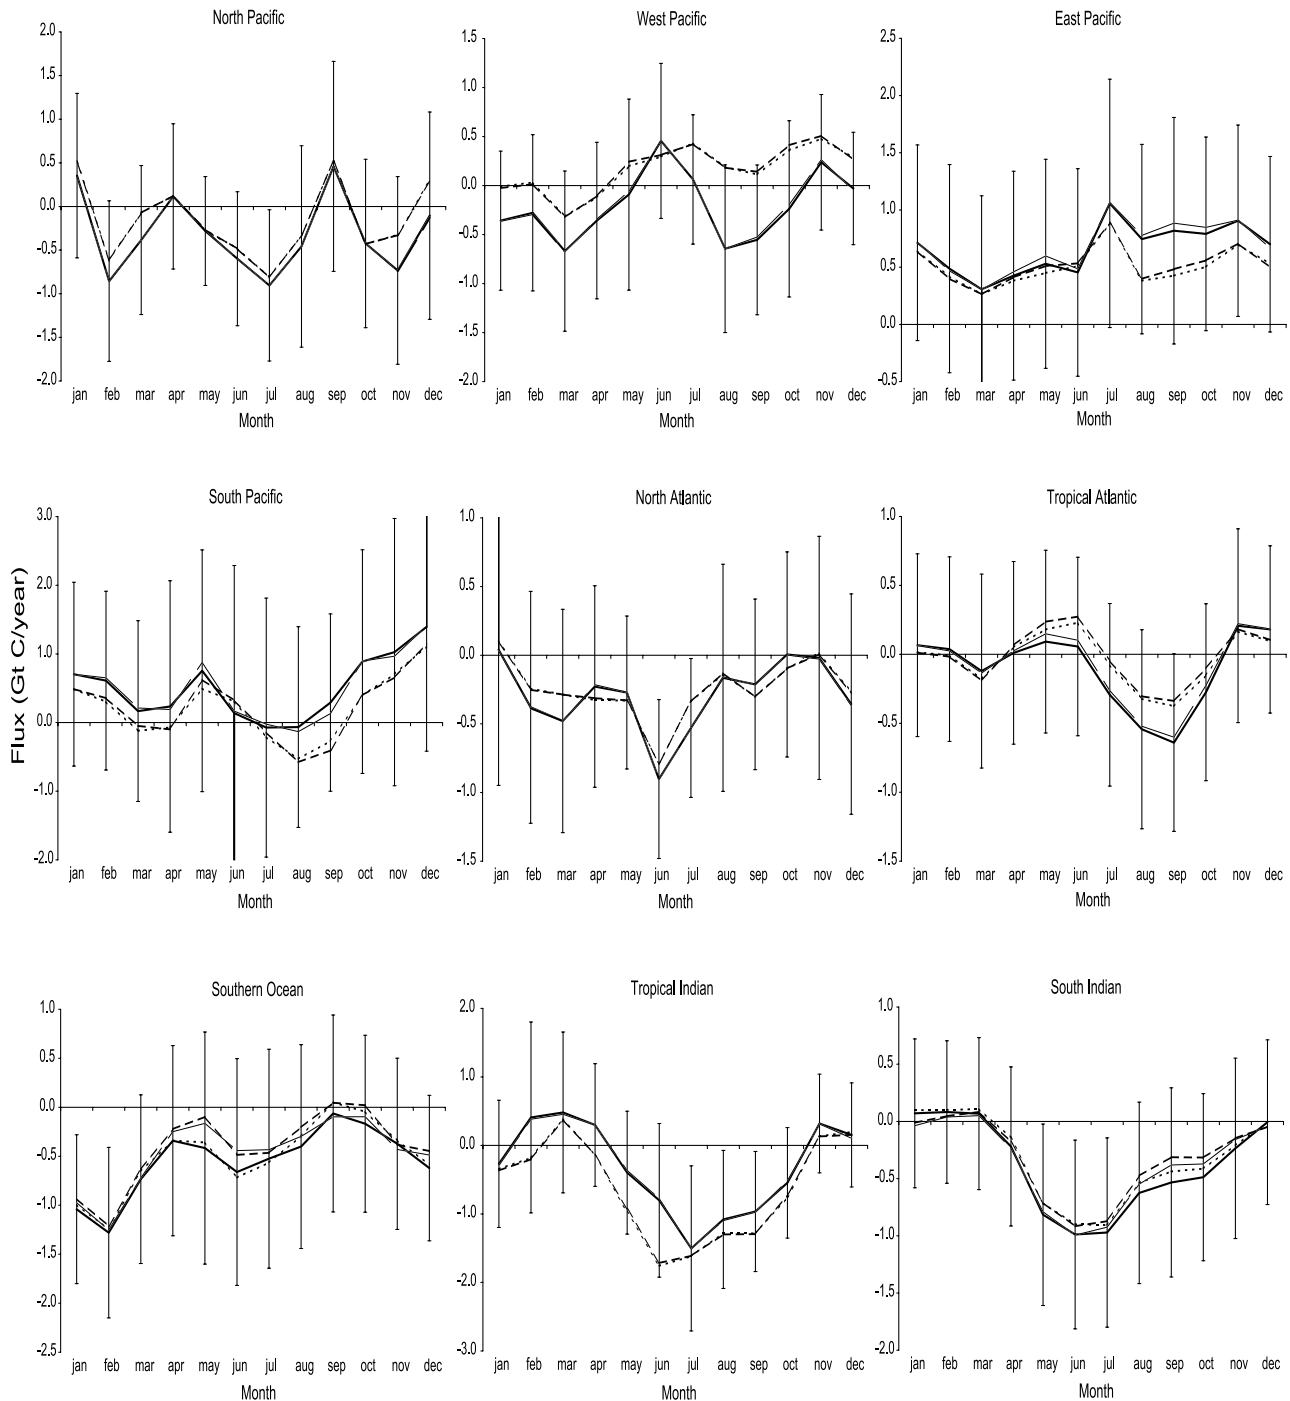 North Pacific
2.0
1.5
1.0
0.5
0.0
-0.5
-1.0
-1.5
-2.0
jan feb mar apr may jun jul aug sep oct nov dec
Month
West Pacific
1.5
1.0
0.5
0.0
-0.5
-1.0
-1.5
-2.0
jan feb mar apr may jun jul aug sep oct nov dec
Month
East Pacific
2.5
2.0
1.5
1.0
0.5
0.0
-0.5
jan feb mar apr may jun jul aug sep oct nov dec
Month
Flux (Gt C/year)
South Pacific
3.0
2.0
1.0
0.0
-1.0
-2.0
jan feb mar apr may jun jul aug sep oct nov dec
Month
North Atlantic
1.0
0.5
0.0
-0.5
-1.0
-1.5
jan feb mar apr may jun jul aug sep oct nov dec
Month
Tropical Atlantic
1.0
0.5
0.0
-0.5
-1.0
-1.5
jan feb mar apr may jun jul aug sep oct nov dec
Month
Southern Ocean
1.0
0.5
0.0
-0.5
-1.0
-1.5
-2.0
-2.5
jan feb mar apr may jun jul aug sep oct nov dec
Month
Tropical Indian
2.0
1.0
0.0
-1.0
-2.0
-3.0
jan feb mar apr may jun jul aug sep oct nov dec
Month
South Indian
1.0
0.5
0.0
-0.5
-1.0
-1.5
-2.0
jan feb mar apr may jun jul aug sep oct nov dec
Month